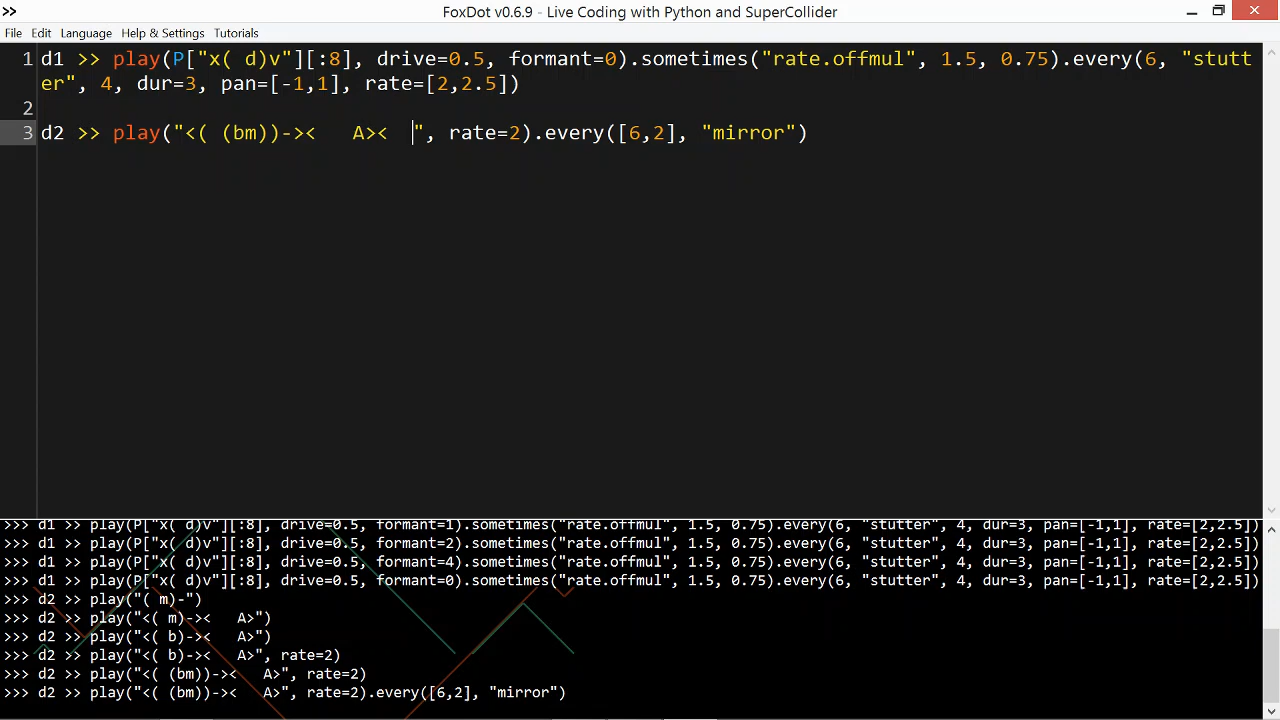 FoxDot v0.6.9 - Live Coding with Python and SuperCollider
File Edit Language Help & Settings Tutorials
1 d1 >> play(P["x( d)v"][:8], drive=0.5, formant=0).sometimes("rate.offmul", 1.5, 0.75).every(6, "stutt
er", 4, dur=3, pan=[-1,1], rate=[2,2.5])
2
3 d2 >> play("<( (bm))-><   A><  ", rate=2).every([6,2], "mirror")
>>> d1 >> play(P["x( d)v"][:8], drive=0.5, formant=1).sometimes("rate.offmul", 1.5, 0.75).every(6, "stutter", 4, dur=3, pan=[-1,1], rate=[2,2.5])
>>> d1 >> play(P["x( d)v"][:8], drive=0.5, formant=2).sometimes("rate.offmul", 1.5, 0.75).every(6, "stutter", 4, dur=3, pan=[-1,1], rate=[2,2.5])
>>> d1 >> play(P["x( d)v"][:8], drive=0.5, formant=4).sometimes("rate.offmul", 1.5, 0.75).every(6, "stutter", 4, dur=3, pan=[-1,1], rate=[2,2.5])
>>> d1 >> play(P["x( d)v"][:8], drive=0.5, formant=0).sometimes("rate.offmul", 1.5, 0.75).every(6, "stutter", 4, dur=3, pan=[-1,1], rate=[2,2.5])
>>> d2 >> play("( m)-")
>>> d2 >> play("<( m)-><   A>")
>>> d2 >> play("<( b)-><   A>")
>>> d2 >> play("<( b)-><   A>", rate=2)
>>> d2 >> play("<( (bm))-><   A>", rate=2)
>>> d2 >> play("<( (bm))-><   A>", rate=2).every([6,2], "mirror")